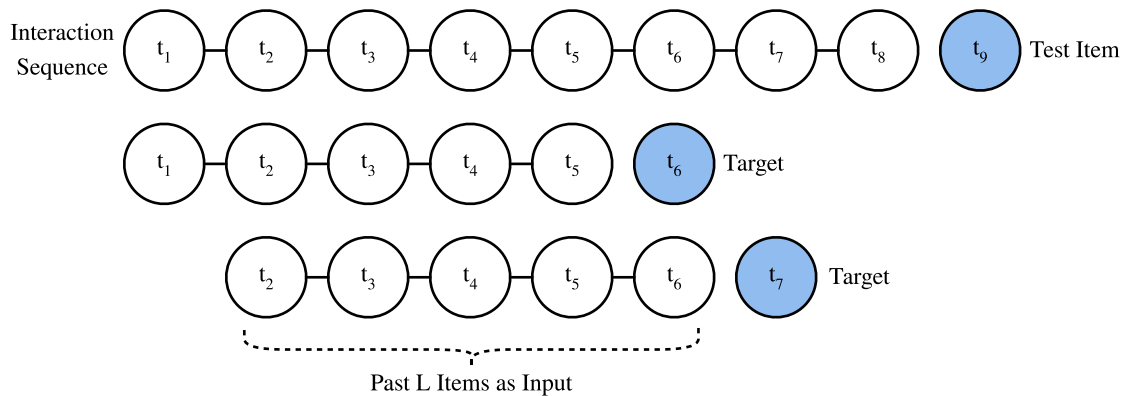 Interaction
Sequence
t₁ t₂ t₃ t₄ t₅ t₆ t₇ t₈ t₉ Test Item
t₁ t₂ t₃ t₄ t₅ t₆ Target
t₂ t₃ t₄ t₅ t₆ t₇ Target
Past L Items as Input